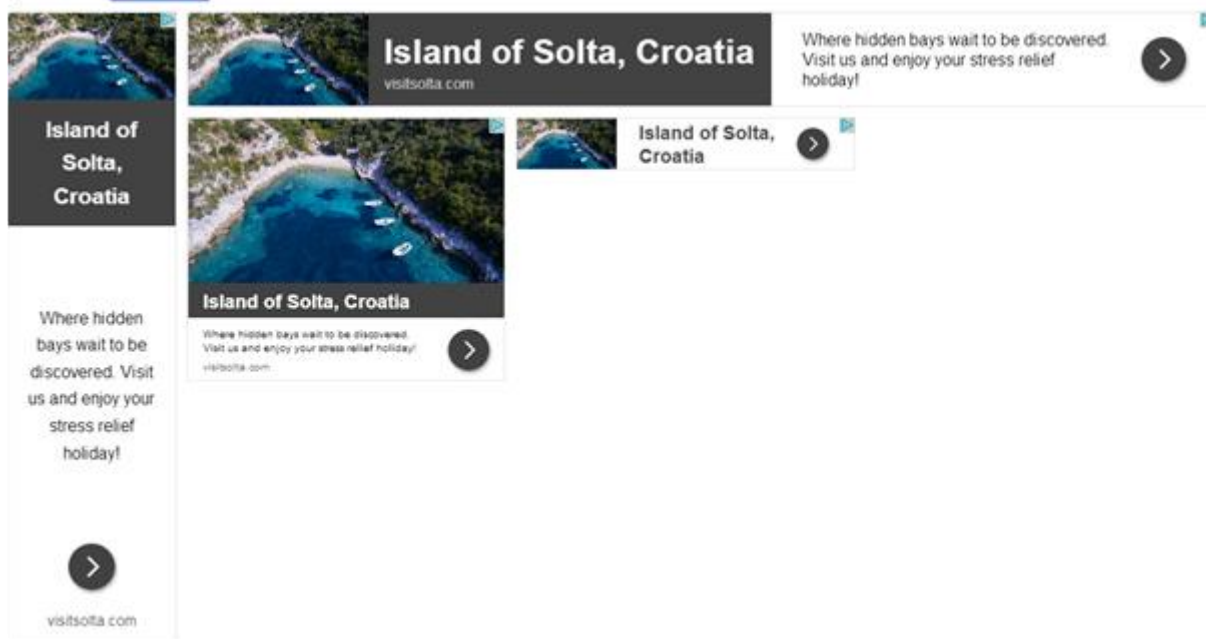 Island of
Solta,
Croatia
Where hidden
bays wait to be
discovered. Visit
us and enjoy your
stress relief
holiday!
visitsolta.com
Island of Solta, Croatia
visitsolta.com
Where hidden bays wait to be discovered.
Visit us and enjoy your stress relief
holiday!
Island of Solta, Croatia
Where hidden bays wait to be discovered.
Visit us and enjoy your stress relief holiday!
visitsolta.com
Island of Solta,
Croatia